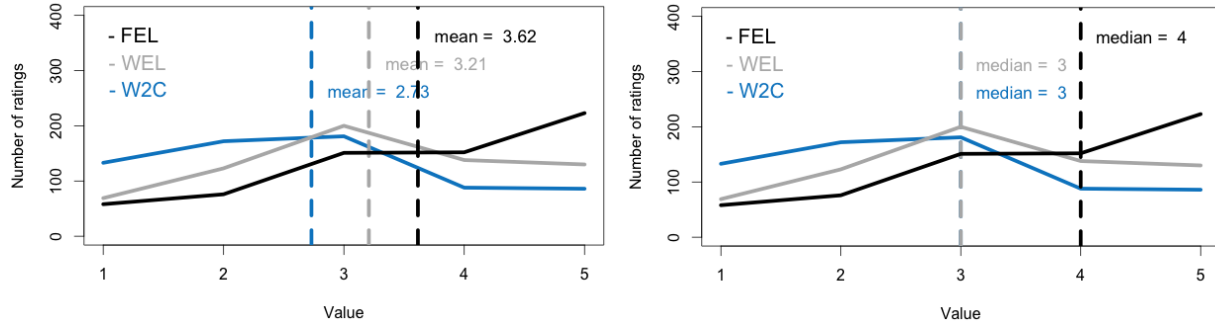 - FEL
- WEL
- W2C
mean = 3.62
mean = 3.21
mean = 2.73
Number of ratings
400
300
200
100
0
1 2 3 4 5
Value
- FEL
- WEL
- W2C
median = 4
median = 3
median = 3
Number of ratings
400
300
200
100
0
1 2 3 4 5
Value